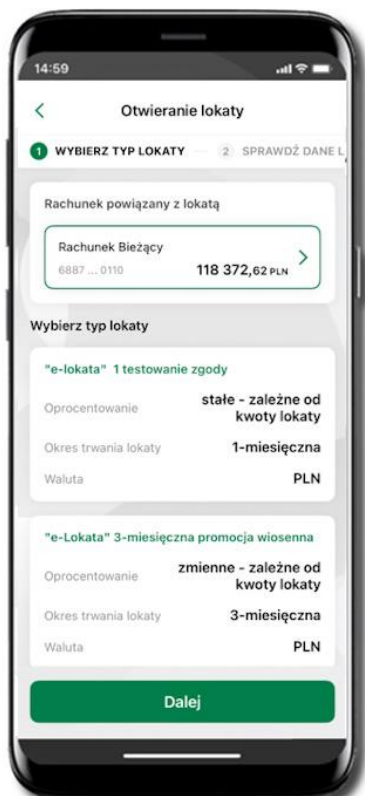 14:59
Otwieranie lokaty
1 WYBIERZ TYP LOKATY 2 SPRAWDŹ DANE L
Rachunek powiązany z lokatą
Rachunek Bieżący
6887 ... 0110 118 372,62 PLN
Wybierz typ lokaty
"e-lokata" 1 testowanie zgody
Oprocentowanie stałe - zależne od
kwoty lokaty
Okres trwania lokaty 1-miesięczna
Waluta PLN
"e-Lokata" 3-miesięczna promocja wiosenna
Oprocentowanie zmienne - zależne od
kwoty lokaty
Okres trwania lokaty 3-miesięczna
Waluta PLN
Dalej